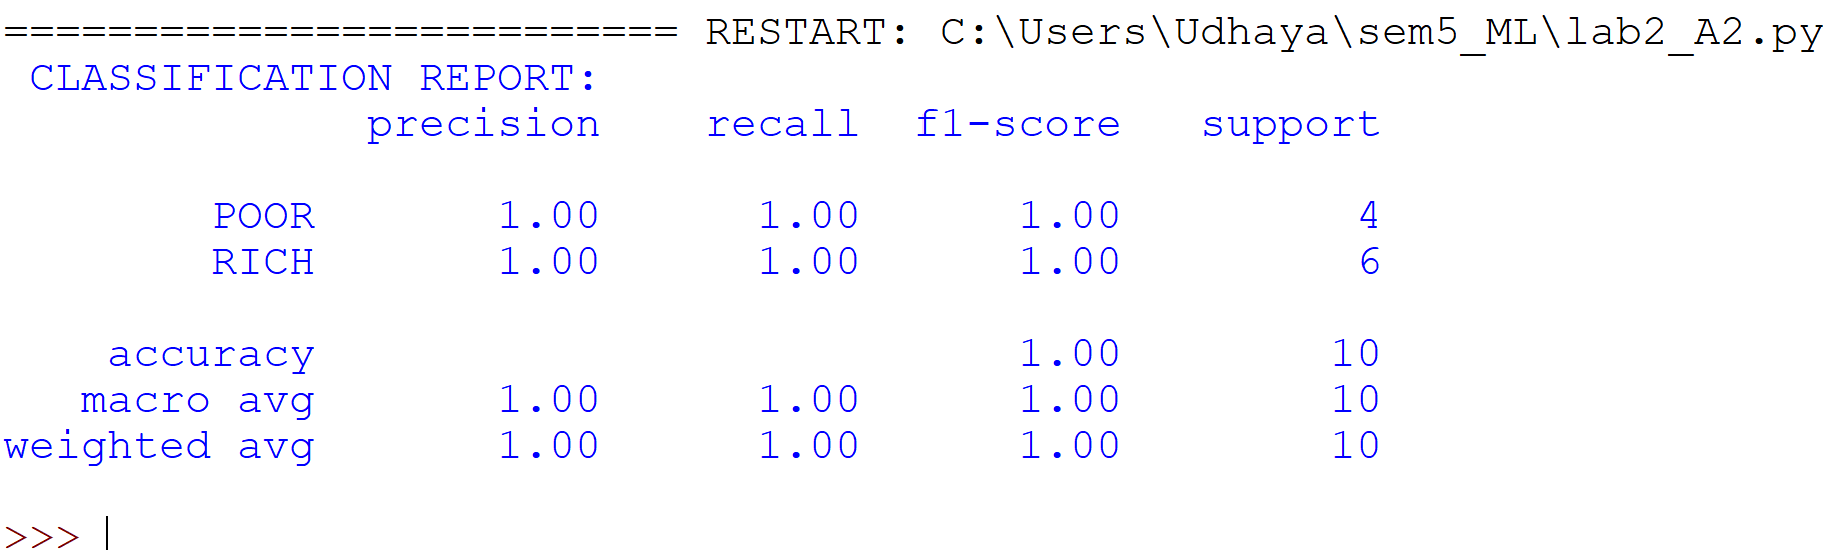 ========================== RESTART: C:\Users\Udhaya\sem5_ML\lab2_A2.py
CLASSIFICATION REPORT:
precision recall f1-score support
POOR 1.00 1.00 1.00 4
RICH 1.00 1.00 1.00 6
accuracy 1.00 10
macro avg 1.00 1.00 1.00 10
weighted avg 1.00 1.00 1.00 10
>>>